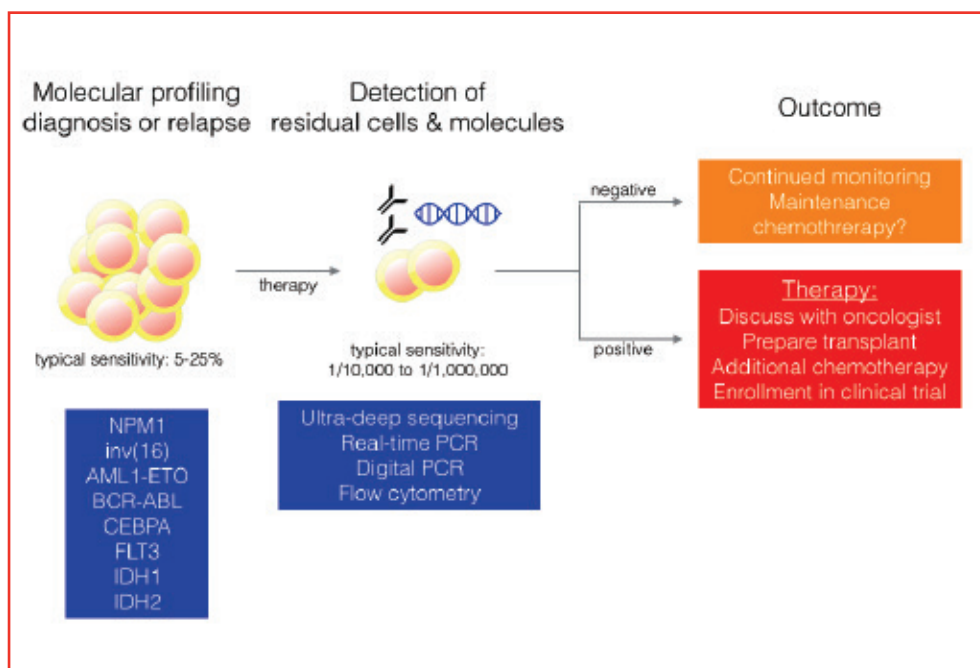 Molecular profiling
diagnosis or relapse
Detection of
residual cells & molecules
Outcome
typical sensitivity: 5-25%
therapy
typical sensitivity:
1/10,000 to 1/1,000,000
negative
positive
Continued monitoring
Maintenance
chemothrerapy?
Therapy:
Discuss with oncologist
Prepare transplant
Additional chemotherapy
Enrollment in clinical trial
NPM1
inv(16)
AML1-ETO
BCR-ABL
CEBPA
FLT3
IDH1
IDH2
Ultra-deep sequencing
Real-time PCR
Digital PCR
Flow cytometry